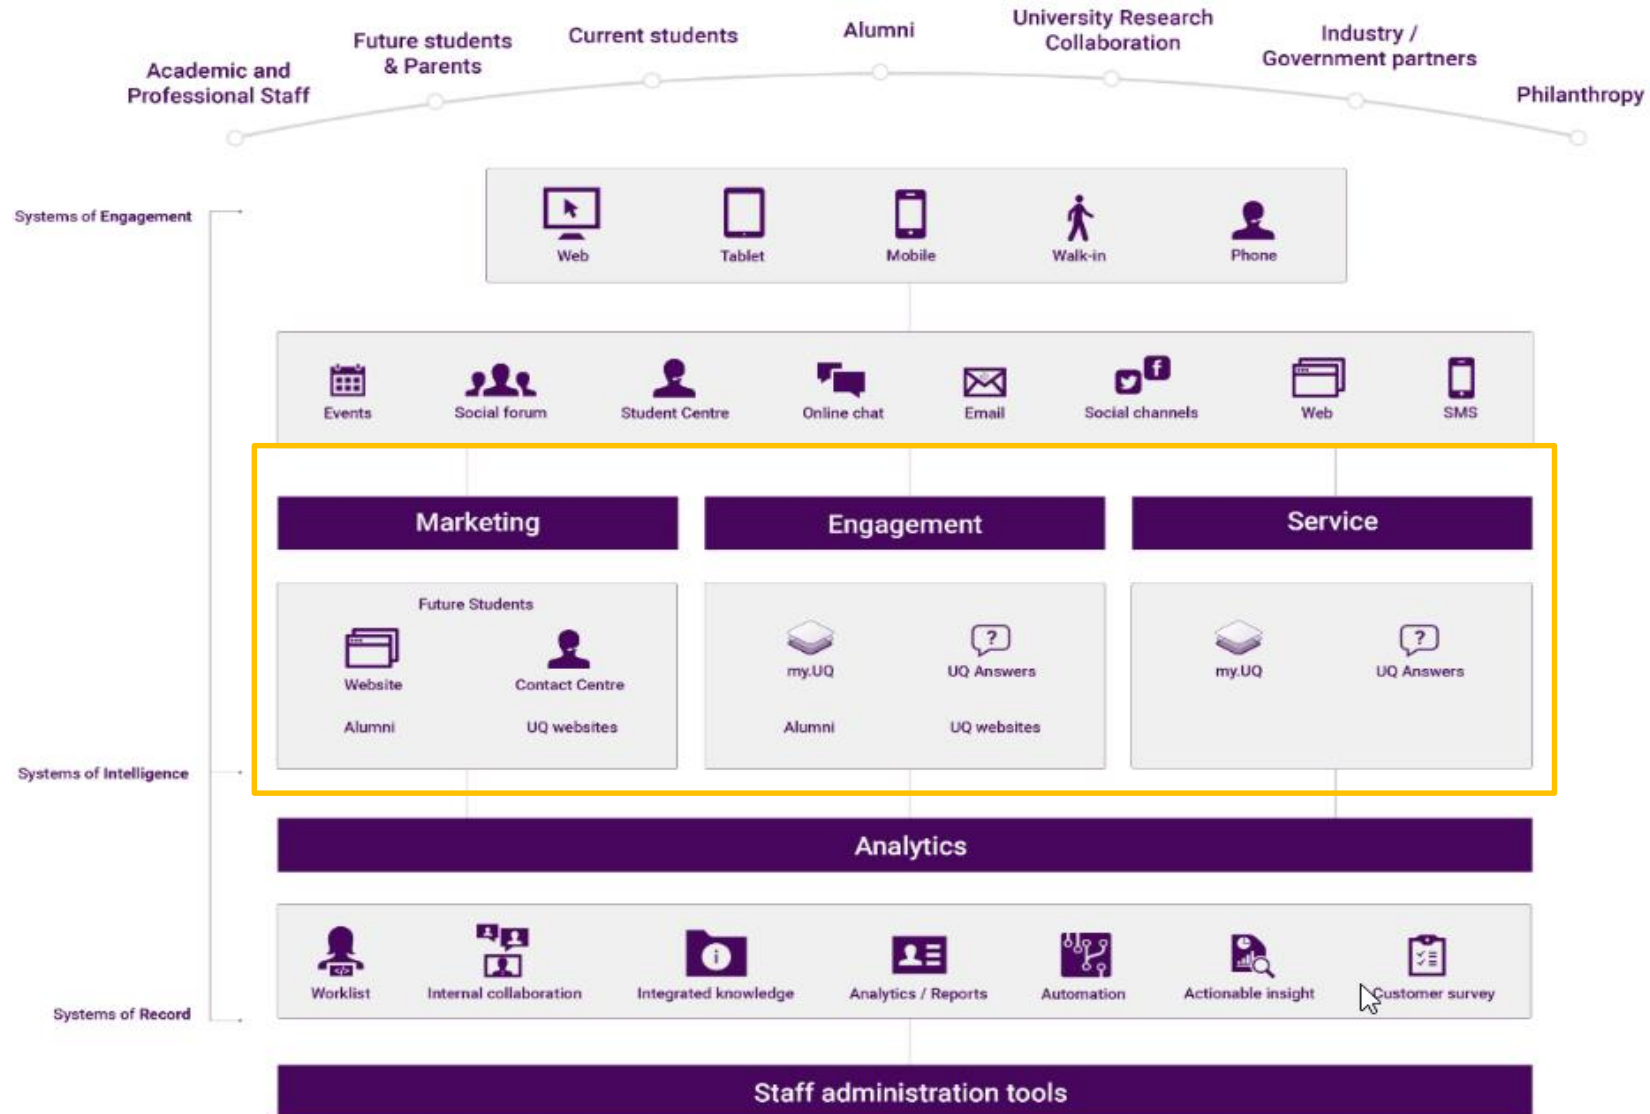 University Research
Collaboration
Alumni
Current students
Future students
& Parents
Industry /
Government partners
Academic and
Professional Staff
Philanthropy
Systems of Engagement
Web
Tablet
Mobile
Walk-in
Phone
Events
Social forum
Student Centre
Online chat
Email
Social channels
Web
SMS
Marketing
Engagement
Service
Future Students
Website
Contact Centre
Alumni
UQ websites
my.UQ
UQ Answers
Alumni
UQ websites
my.UQ
UQ Answers
Systems of Intelligence
Analytics
Worklist
Internal collaboration
Integrated knowledge
Analytics / Reports
Automation
Actionable insight
Customer survey
Systems of Record
Staff administration tools